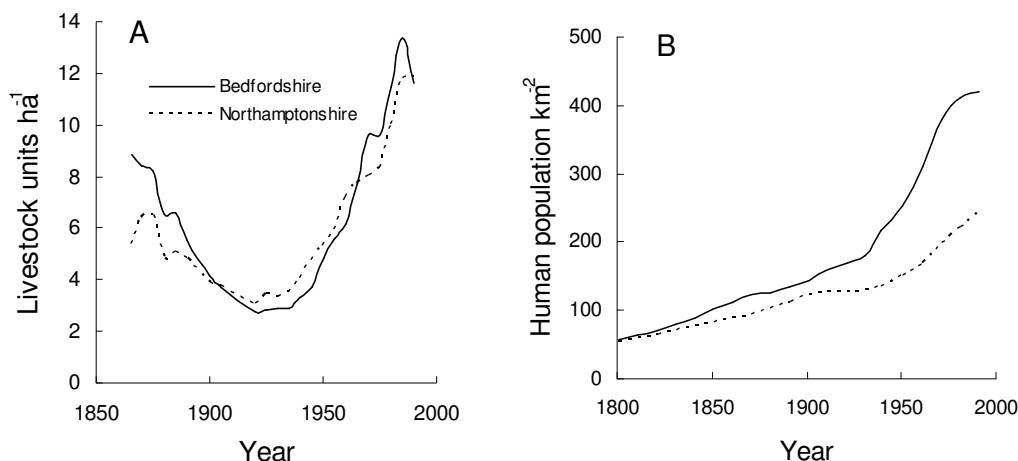 A
Livestock units ha-1
14
12
10
8
6
4
2
0
Bedfordshire
Northamptonshire
1850 1900 1950 2000
Year
B
Human population km-2
500
400
300
200
100
0
1800 1850 1900 1950 2000
Year